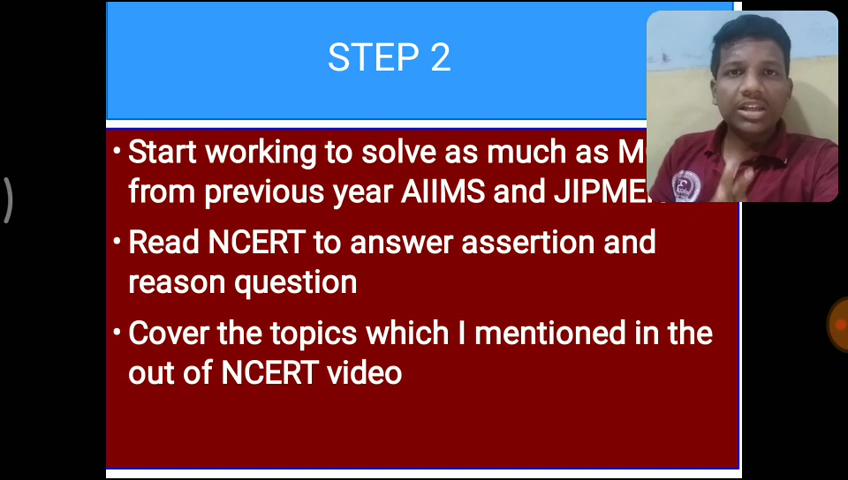 STEP 2
• Start working to solve as much as
from previous year AIIMS and
• Read NCERT to answer assertion and
reason question
• Cover the topics which I mentioned in the
out of NCERT video